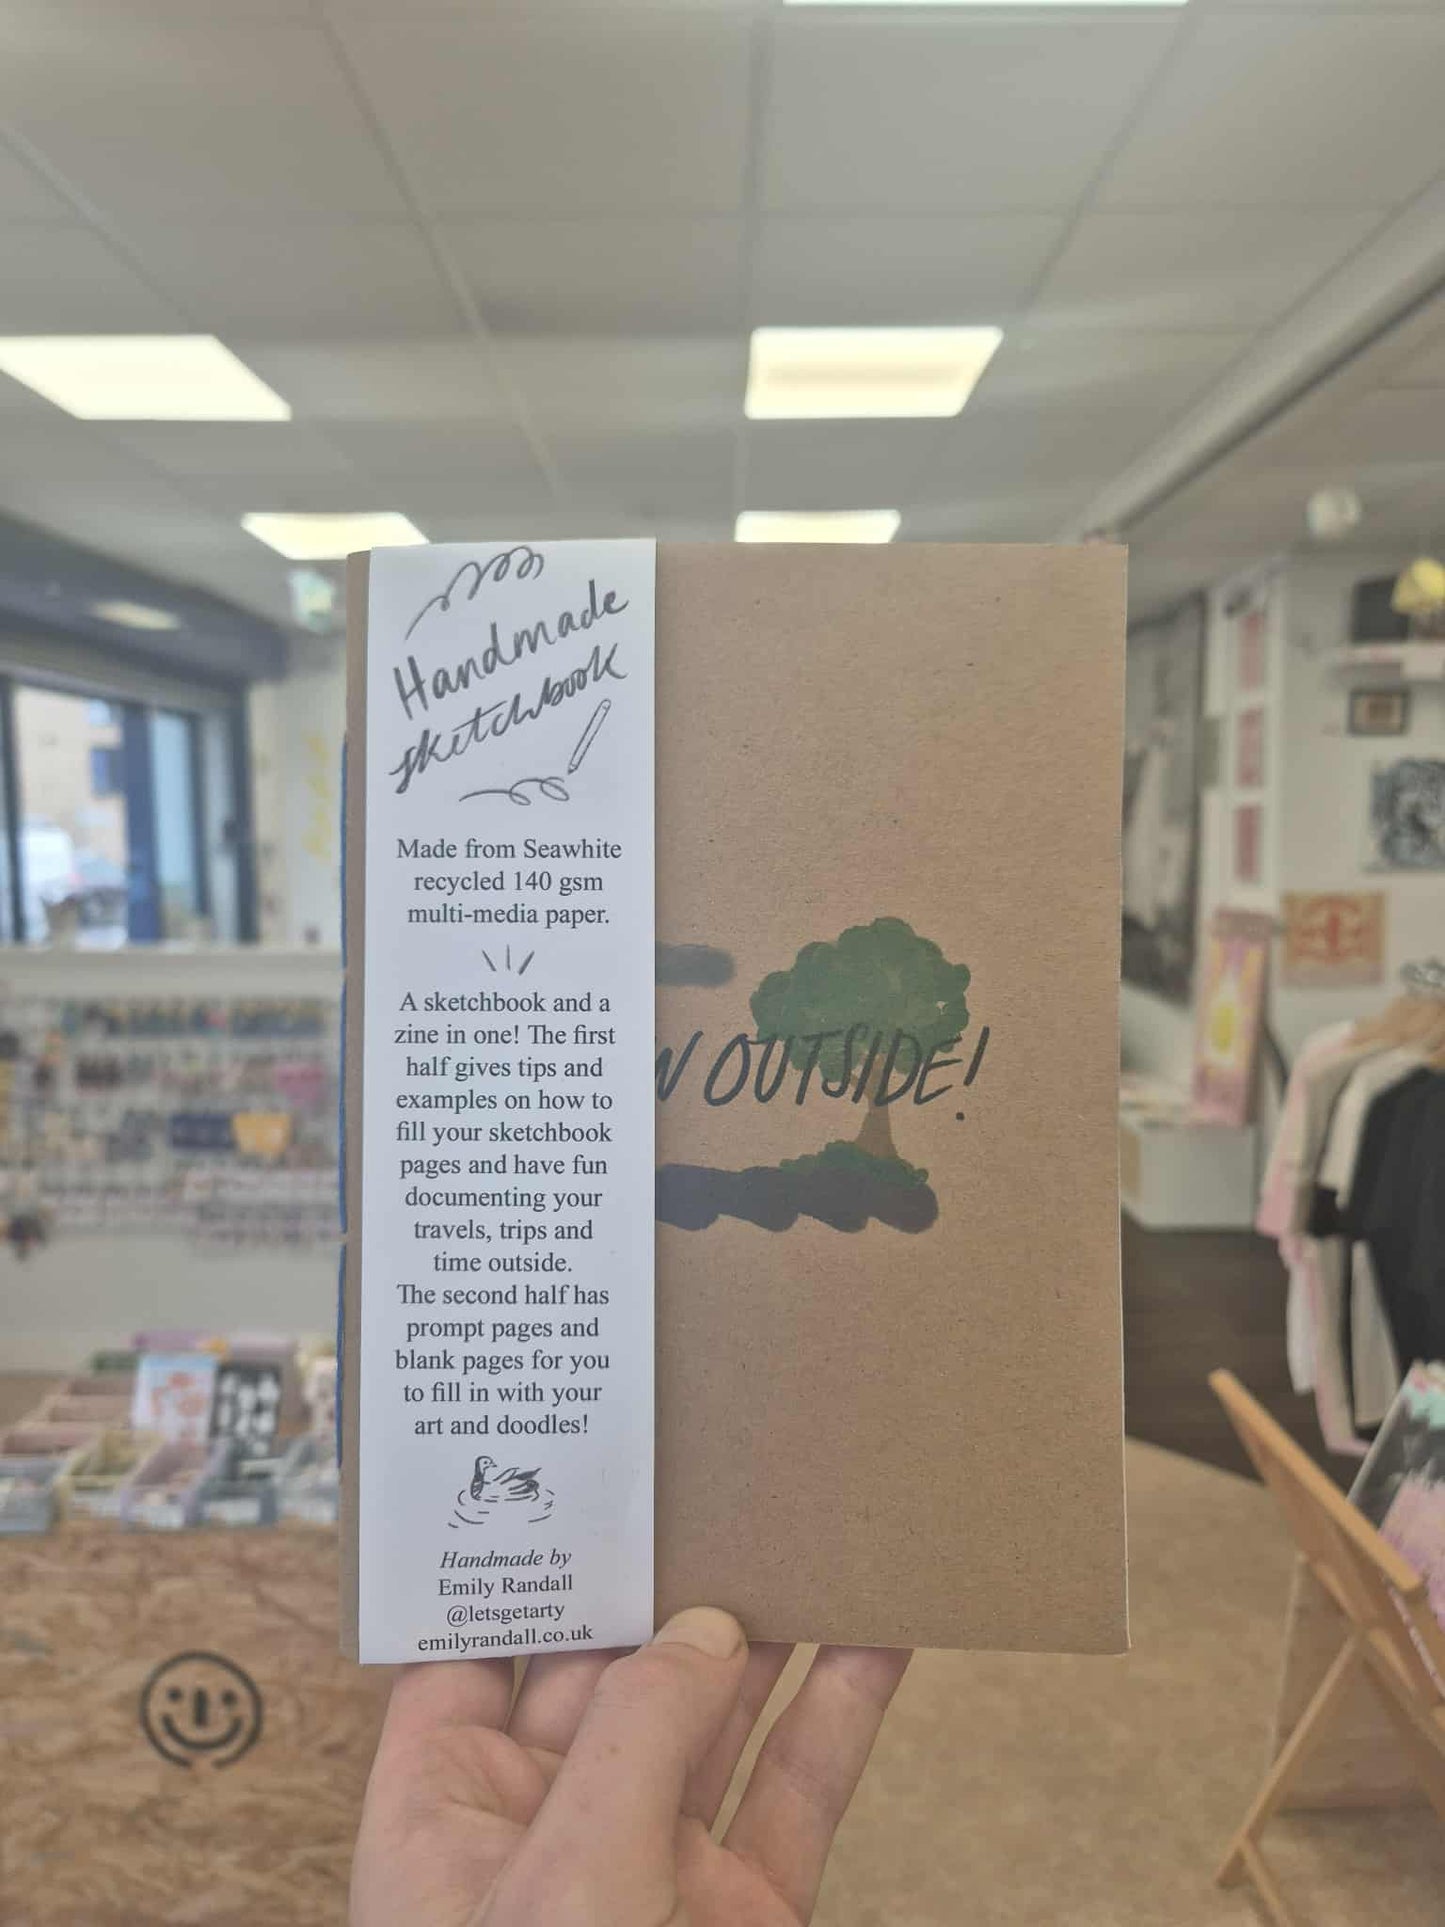 Handmade
sketchbook
Made from Seawhite
recycled 140 gsm
multi-media paper.
A sketchbook and a
zine in one! The first
half gives tips and
examples on how to
fill your sketchbook
pages and have fun
documenting your
travels, trips and
time outside.
The second half has
prompt pages and
blank pages for you
to fill in with your
art and doodles!
Handmade by
Emily Randall
@letsgetarty
emilyrandall.co.uk
OUTSIDE!